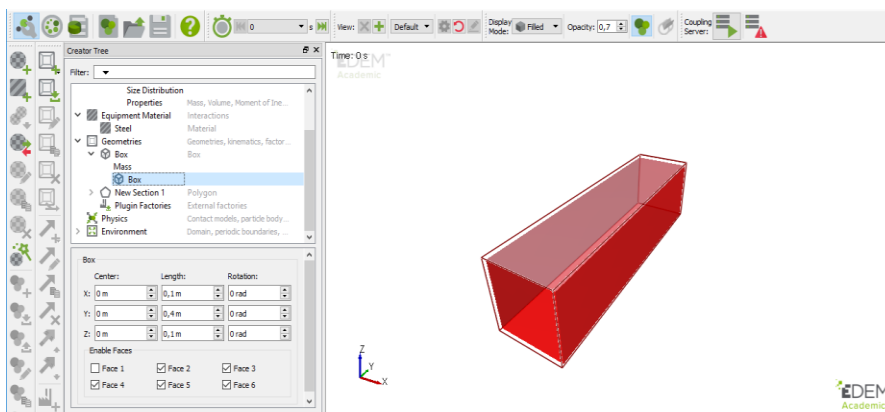 0
s
View:
Default
Display Mode:
Filled
Opacity: 0,7
Coupling Server:
Creator Tree
Filter:
Size Distribution
Properties Mass, Volume, Moment of Ine...
Equipment Material Interactions
Steel Material
Geometries Geometries, kinematics, factor...
Box Box
Mass
Box
New Section 1 Polygon
Plugin Factories External factories
Physics Contact models, particle body...
Environment Domain, periodic boundaries, ...
Box
Center: Length: Rotation:
X: 0 m 0,1 m 0 rad
Y: 0 m 0,4 m 0 rad
Z: 0 m 0,1 m 0 rad
Enable Faces
Face 1 Face 2 Face 3
Face 4 Face 5 Face 6
Time: 0 s
EDEM
Academic
Z
Y
X
EDEM
Academic